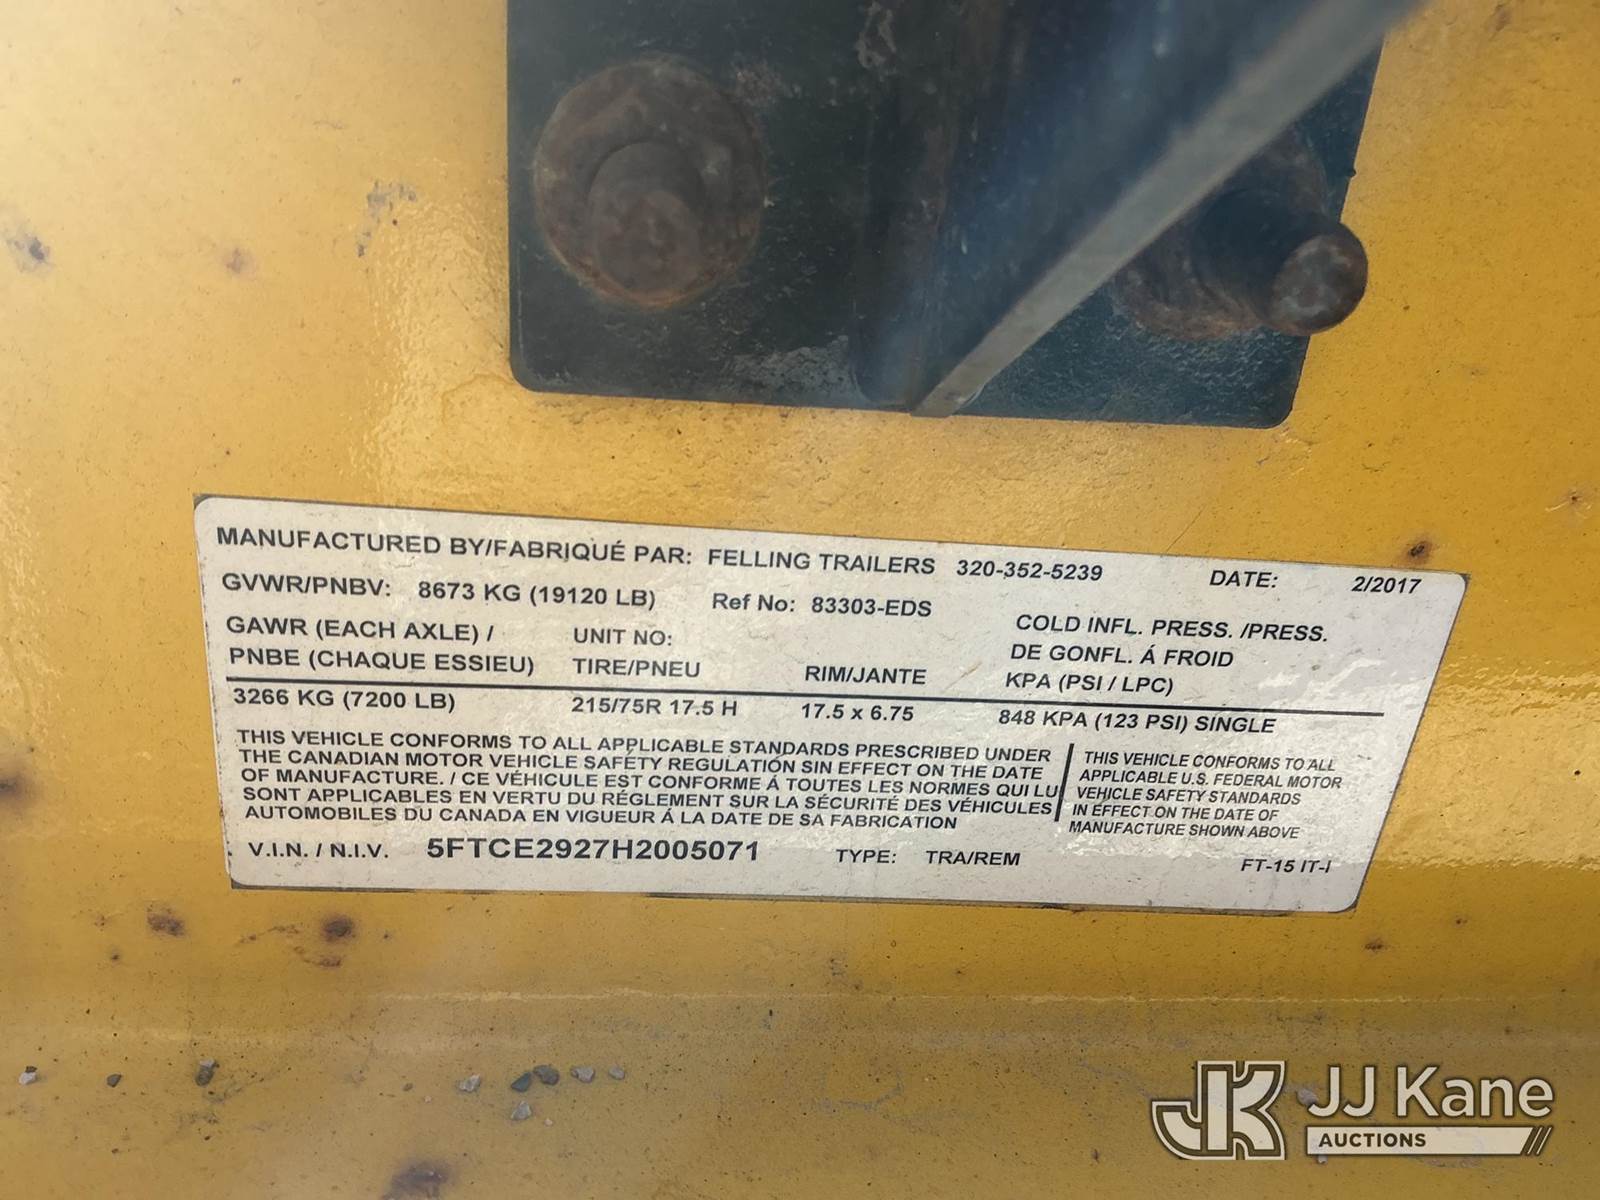 MANUFACTURED BY/FABRIQUÉ PAR: FELLING TRAILERS 320-352-5239 DATE: 2/2017
GVWR/PNBV: 8673 KG (19120 LB) Ref No: 83303-EDS
GAWR (EACH AXLE) / UNIT NO: COLD INFL. PRESS. /PRESS.
PNBE (CHAQUE ESSIEU) TIRE/PNEU RIM/JANTE DE GONFL. Á FROID
KPA (PSI / LPC)
3266 KG (7200 LB) 215/75R 17.5 H 17.5 x 6.75 848 KPA (123 PSI) SINGLE
THIS VEHICLE CONFORMS TO ALL APPLICABLE STANDARDS PRESCRIBED UNDER
THE CANADIAN MOTOR VEHICLE SAFETY REGULATION SIN EFFECT ON THE DATE
OF MANUFACTURE. / CE VÉHICULE EST CONFORME Á TOUTES LES NORMES QUI LU
SONT APPLICABLES EN VERTU DU RÉGLEMENT SUR LA SÉCURITÉ DES VÉHICULES
AUTOMOBILES DU CANADA EN VIGUEUR Á LA DATE DE SA FABRICATION
THIS VEHICLE CONFORMS TO ALL
APPLICABLE U.S. FEDERAL MOTOR
VEHICLE SAFETY STANDARDS
IN EFFECT ON THE DATE OF
MANUFACTURE SHOWN ABOVE
V.I.N. / N.I.V. 5FTCE2927H2005071 TYPE: TRA/REM FT-15 IT-I
JK JJ Kane
AUCTIONS